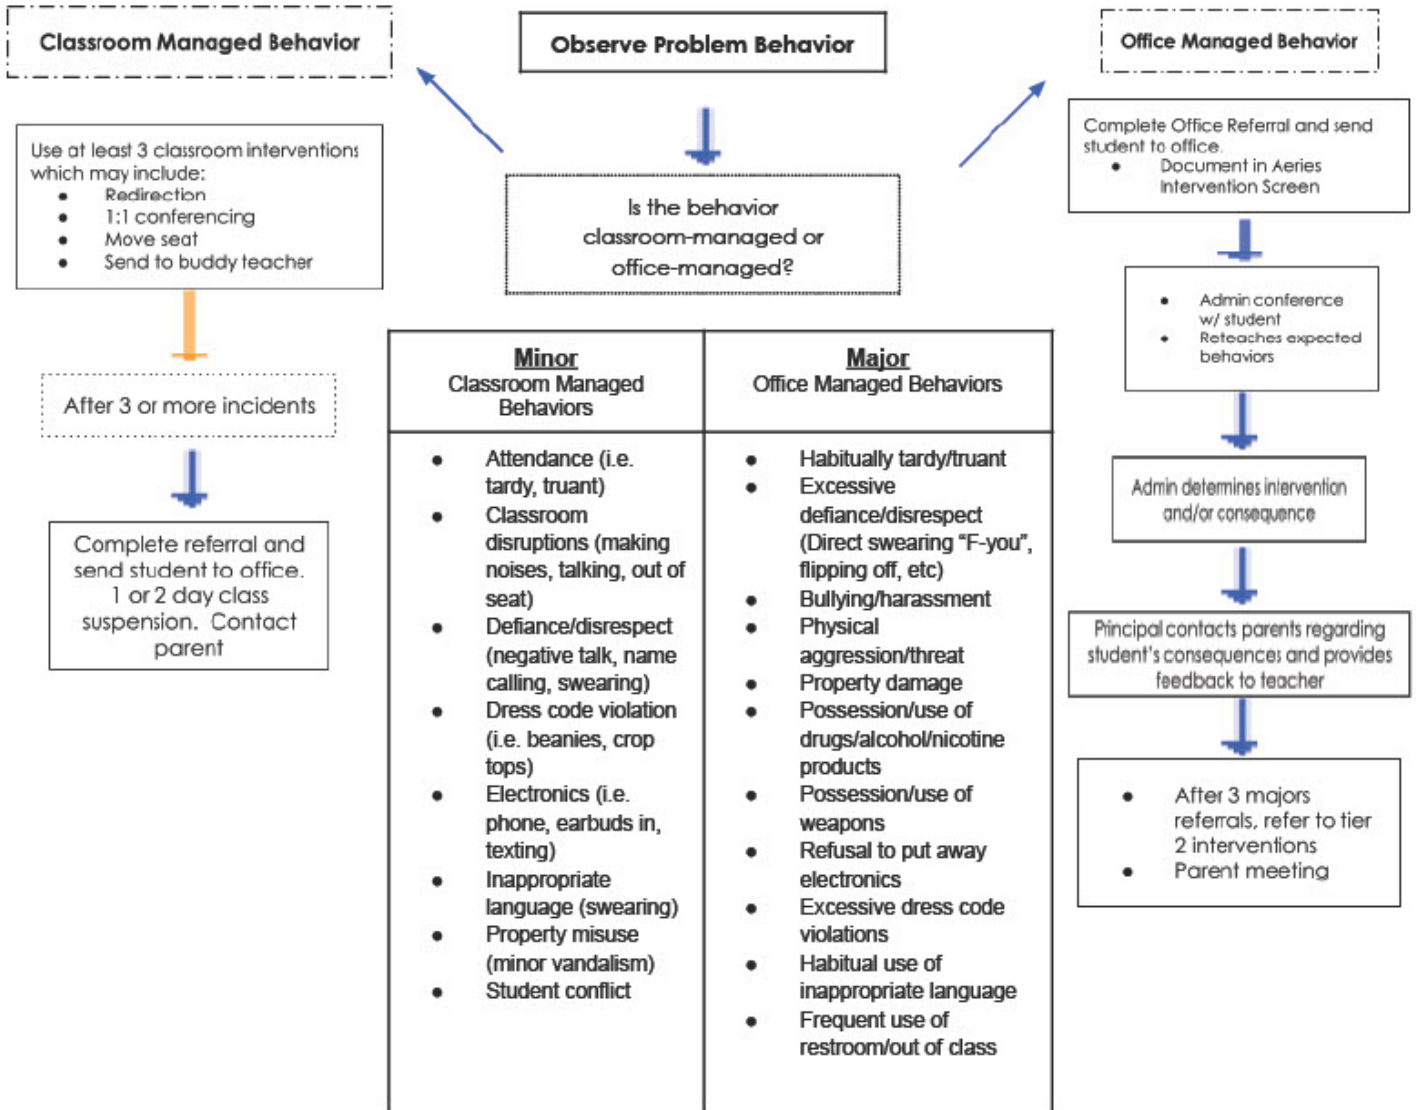 Classroom Managed Behavior
Observe Problem Behavior
Office Managed Behavior
Use at least 3 classroom interventions
which may include:
● Redirection
● 1:1 conferencing
● Move seat
● Send to buddy teacher
After 3 or more incidents
Complete referral and
send student to office.
1 or 2 day class
suspension. Contact
parent
Is the behavior
classroom-managed or
office-managed?
Minor
Classroom Managed
Behaviors
● Attendance (i.e.
tardy, truant)
● Classroom
disruptions (making
noises, talking, out of
seat)
● Defiance/disrespect
(negative talk, name
calling, swearing)
● Dress code violation
(i.e. beanies, crop
tops)
● Electronics (i.e.
phone, earbuds in,
texting)
● Inappropriate
language (swearing)
● Property misuse
(minor vandalism)
● Student conflict
Major
Office Managed Behaviors
● Habitually tardy/truant
● Excessive
defiance/disrespect
(Direct swearing “F-you”,
flipping off, etc)
● Bullying/harassment
● Physical
aggression/threat
● Property damage
● Possession/use of
drugs/alcohol/nicotine
products
● Possession/use of
weapons
● Refusal to put away
electronics
● Excessive dress code
violations
● Habitual use of
inappropriate language
● Frequent use of
restroom/out of class
Complete Office Referral and send
student to office.
● Document in Aeries
Intervention Screen
● Admin conference
w/ student
● Reteaches expected
behaviors
Admin determines intervention
and/or consequence
Principal contacts parents regarding
student's consequences and provides
feedback to teacher
● After 3 majors
referrals, refer to tier
2 interventions
● Parent meeting